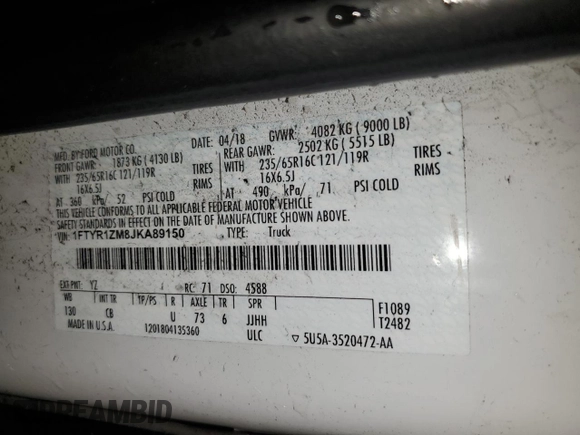 MFD. BY FORD MOTOR CO.
DATE: 04/18 GVWR: 4082 KG ( 9000 LB)
FRONT GAWR: 1873 KG ( 4130 LB)
REAR GAWR: 2502 KG ( 5515 LB)
WITH 235/65R16C 121/119R TIRES
235/65R16C 121/119R TIRES
16X6.5J RIMS
16X6.5J RIMS
AT 360 kPa/ 52 PSI COLD
AT 490 kPa/ 71 PSI COLD
THIS VEHICLE CONFORMS TO ALL APPLICABLE FEDERAL MOTOR VEHICLE
SAFETY STANDARDS IN EFFECT ON THE DATE OF MANUFACTURE SHOWN ABOVE.
VIN: 1FTYR1ZM8JKA89150 TYPE: Truck
EXT PNT: YZ RC: 71 DSO: 4588
WB INT TR TP/PS R AXLE TR SPR
130 CB U 73 6 JJHH
F1089
T2482
MADE IN U.S.A. 1201804135360 ULC
5U5A-3520472-AA
DREAMBID